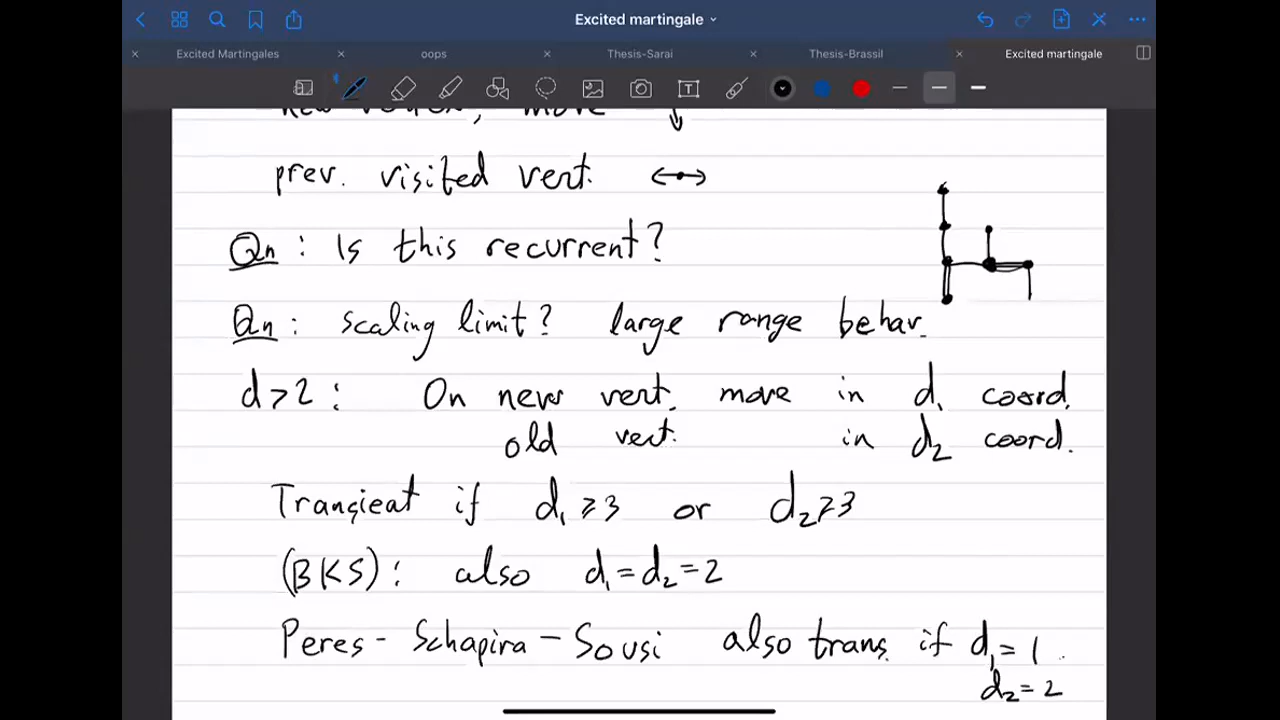 Excited martingale
Excited Martingales
oops
Thesis-Sarai
Thesis-Brassil
Excited martingale
new vertex, move ↓
prev. visited vert. ↔
Qn: Is this recurrent?
Qn: scaling limit? large range behav.
d>2: On new vert. move in d₁ coord.
old vert. in d₂ coord.
Transient if d₁ ≥ 3 or d₂ ≥ 3
(BKS): also d₁ = d₂ = 2
Peres - Schapira - Sousi also trans. if d₁ = 1
d₂ = 2